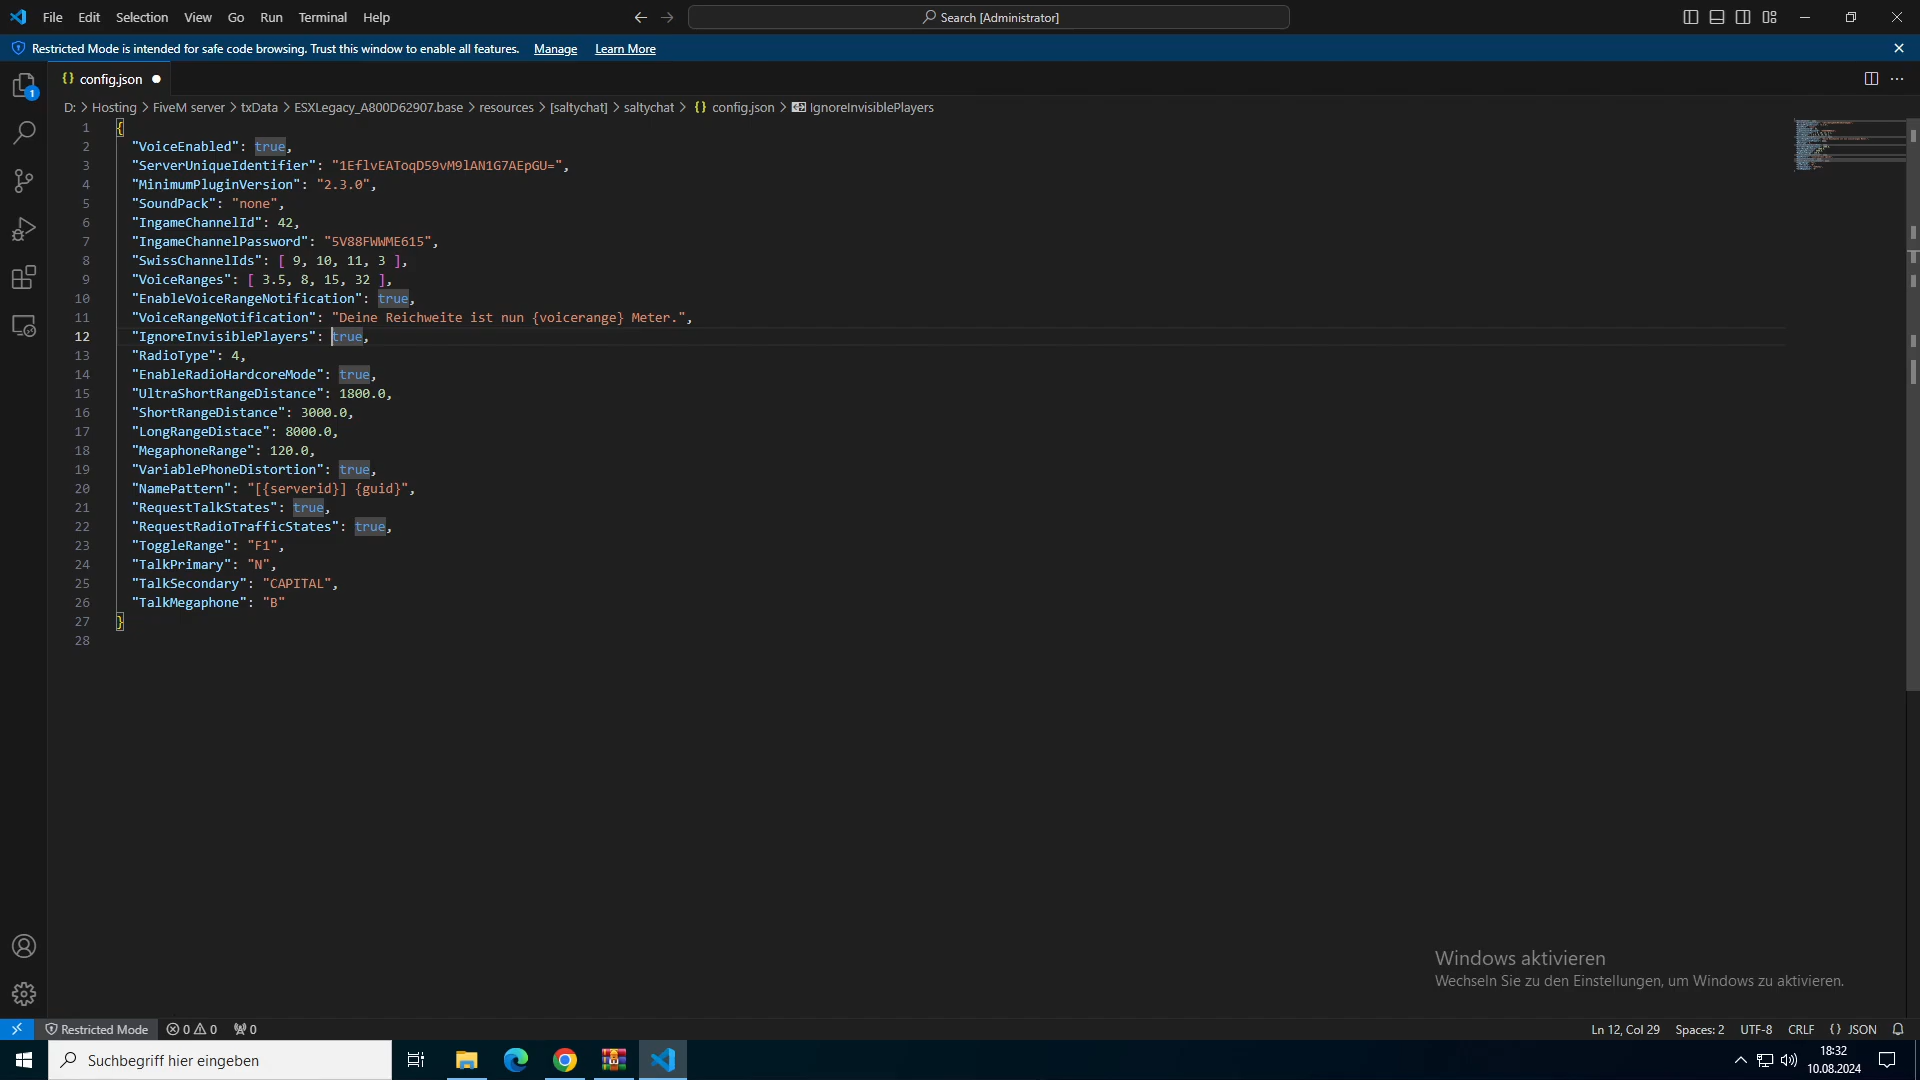 File Edit Selection View Go Run Terminal Help
Search [Administrator]
Restricted Mode is intended for safe code browsing. Trust this window to enable all features. Manage Learn More
{} config.json
D: > Hosting > FiveM server > txData > ESXLegacy_A800D62907.base > resources > [saltychat] > saltychat > {} config.json > IgnoreInvisiblePlayers
1 {
2 "VoiceEnabled": true,
3 "ServerUniqueIdentifier": "1EflvEAToqD59vM9lAN1G7AEpGU=",
4 "MinimumPluginVersion": "2.3.0",
5 "SoundPack": "none",
6 "IngameChannelId": 42,
7 "IngameChannelPassword": "5V88FWWME615",
8 "SwissChannelIds": [ 9, 10, 11, 3 ],
9 "VoiceRanges": [ 3.5, 8, 15, 32 ],
10 "EnableVoiceRangeNotification": true,
11 "VoiceRangeNotification": "Deine Reichweite ist nun {voicerange} Meter.",
12 "IgnoreInvisiblePlayers": true,
13 "RadioType": 4,
14 "EnableRadioHardcoreMode": true,
15 "UltraShortRangeDistance": 1800.0,
16 "ShortRangeDistance": 3000.0,
17 "LongRangeDistace": 8000.0,
18 "MegaphoneRange": 120.0,
19 "VariablePhoneDistortion": true,
20 "NamePattern": "[{serverid}] {guid}",
21 "RequestTalkStates": true,
22 "RequestRadioTrafficStates": true,
23 "ToggleRange": "F1",
24 "TalkPrimary": "N",
25 "TalkSecondary": "CAPITAL",
26 "TalkMegaphone": "B"
27 }
28
1
Windows aktivieren
Wechseln Sie zu den Einstellungen, um Windows zu aktivieren.
Restricted Mode 0 0 0 Ln 12, Col 29 Spaces: 2 UTF-8 CRLF {} JSON
Suchbegriff hier eingeben
18:32
10.08.2024